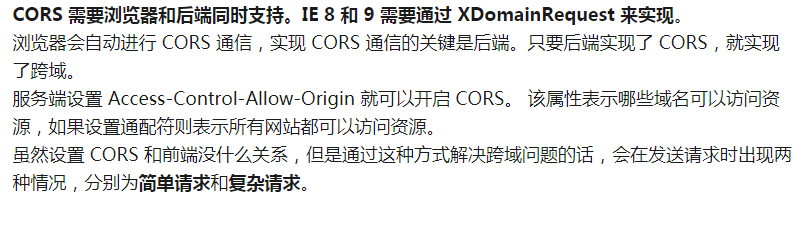 CORS 需要浏览器和后端同时支持。IE 8 和 9 需要通过 XDomainRequest 来实现。
浏览器会自动进行 CORS 通信，实现 CORS 通信的关键是后端。只要后端实现了 CORS，就实现
了跨域。
服务端设置 Access-Control-Allow-Origin 就可以开启 CORS。 该属性表示哪些域名可以访问资
源，如果设置通配符则表示所有网站都可以访问资源。
虽然设置 CORS 和前端没什么关系，但是通过这种方式解决跨域问题的话，会在发送请求时出现两
种情况，分别为简单请求和复杂请求。